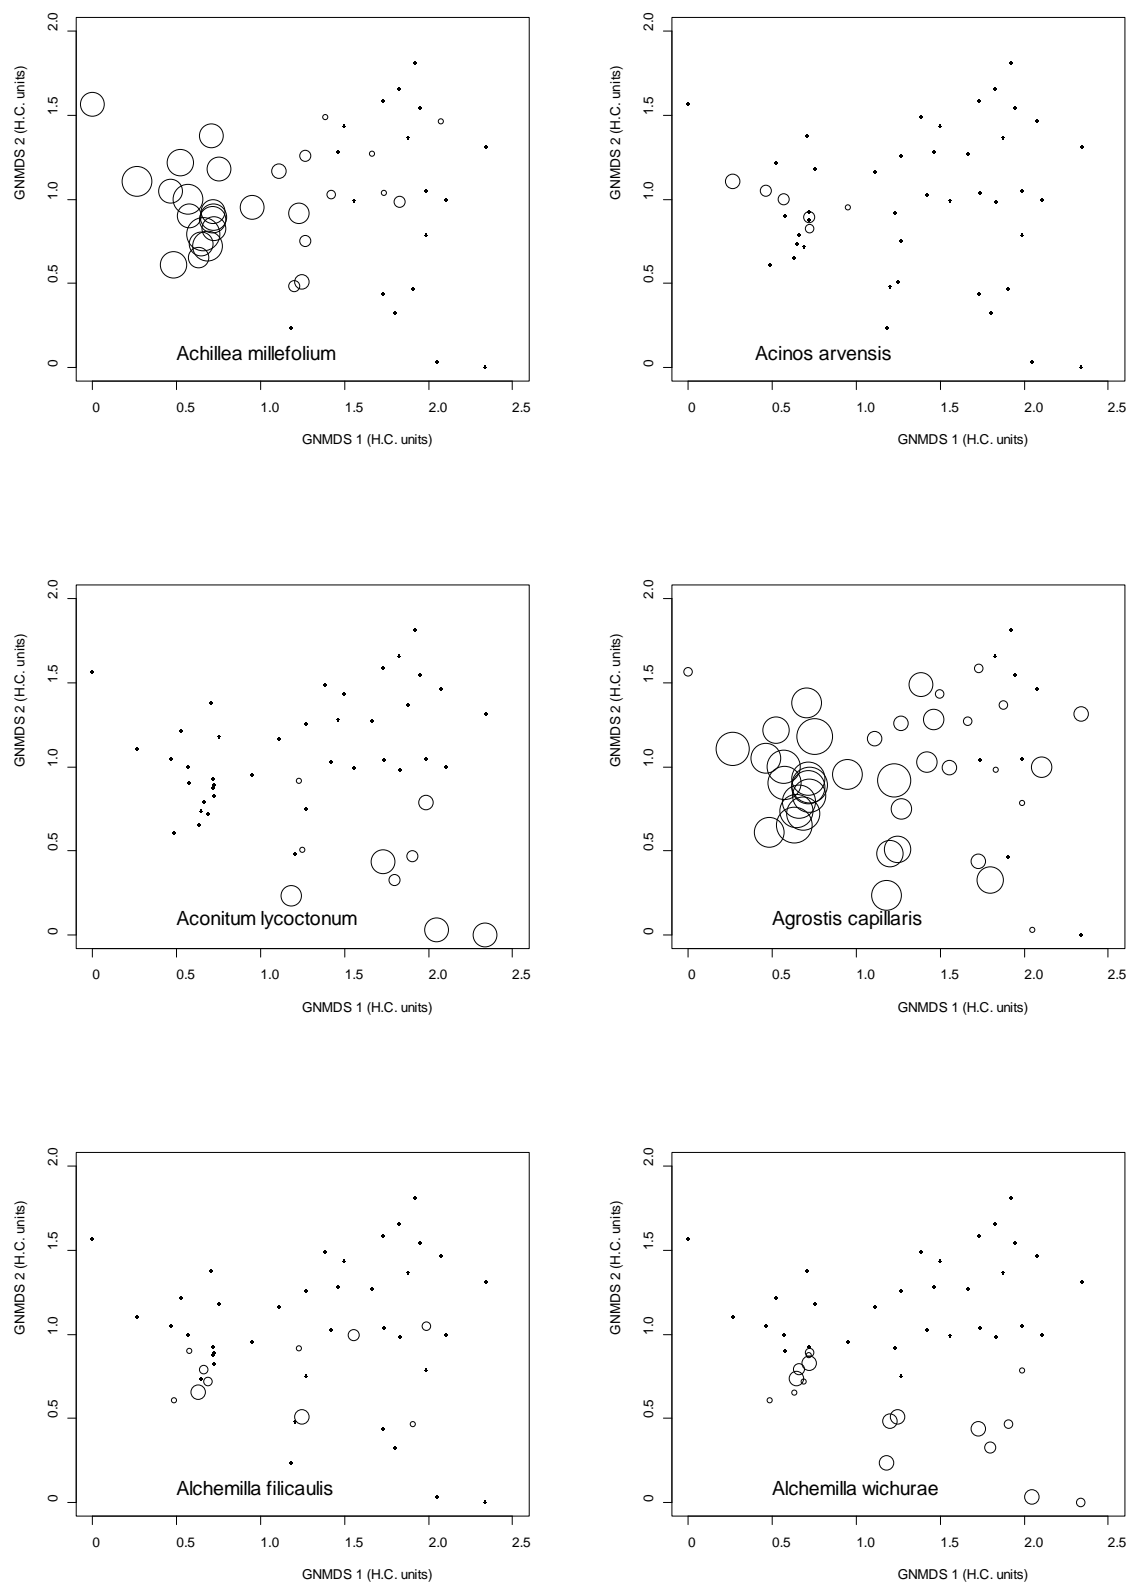 GNMDS 2 (H.C. units)
0
0.5
1.0
1.5
2.0
Achillea millefolium
0 0.5 1.0 1.5 2.0 2.5
GNMDS 1 (H.C. units)
GNMDS 2 (H.C. units)
0
0.5
1.0
1.5
2.0
Acinos arvensis
0 0.5 1.0 1.5 2.0 2.5
GNMDS 1 (H.C. units)
GNMDS 2 (H.C. units)
0
0.5
1.0
1.5
2.0
Aconitum lycoctonum
0 0.5 1.0 1.5 2.0 2.5
GNMDS 1 (H.C. units)
GNMDS 2 (H.C. units)
0
0.5
1.0
1.5
2.0
Agrostis capillaris
0 0.5 1.0 1.5 2.0 2.5
GNMDS 1 (H.C. units)
GNMDS 2 (H.C. units)
0
0.5
1.0
1.5
2.0
Alchemilla filicaulis
0 0.5 1.0 1.5 2.0 2.5
GNMDS 1 (H.C. units)
GNMDS 2 (H.C. units)
0
0.5
1.0
1.5
2.0
Alchemilla wichurae
0 0.5 1.0 1.5 2.0 2.5
GNMDS 1 (H.C. units)